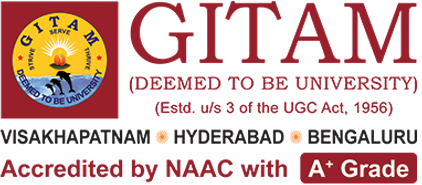 GITAM
STRIVE SERVE THRIVE
DEEMED TO BE UNIVERSITY
GITAM
(DEEMED TO BE UNIVERSITY)
(Estd. u/s 3 of the UGC Act, 1956)
VISAKHAPATNAM HYDERABAD BENGALURU
Accredited by NAAC with A+ Grade